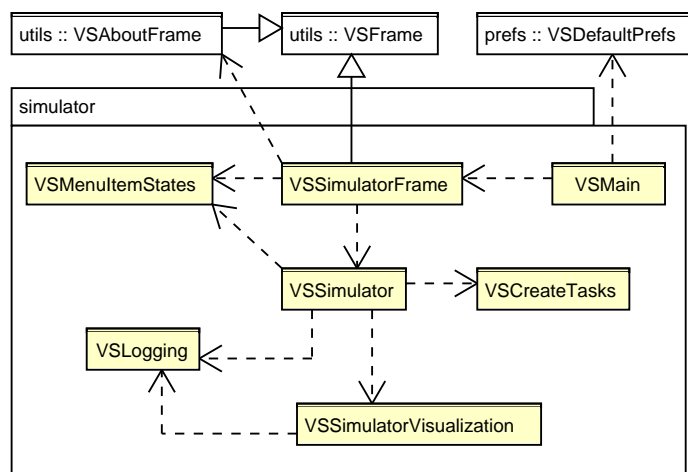 utils :: VSAboutFrame
utils :: VSFrame
prefs :: VSDefaultPrefs
simulator
VSMenuItemStates
VSSimulatorFrame
VSMain
VSSimulator
VSCreateTasks
VSLogging
VSSimulatorVisualization